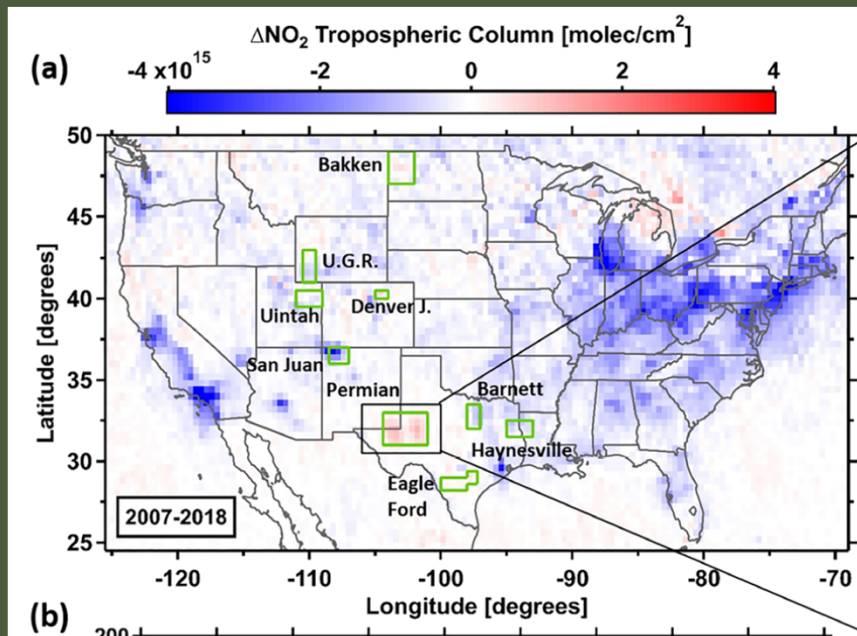 ΔNO₂ Tropospheric Column [molec/cm²]
(a)
-4 x10¹⁵ -2 0 2 4
50
45
40
35
30
25
Latitude [degrees]
Bakken
U.G.R.
Uintah
Denver J.
San Juan
Permian
Barnett
Haynesville
Eagle
Ford
2007-2018
-120 -110 -100 -90 -80 -70
Longitude [degrees]
(b)
200